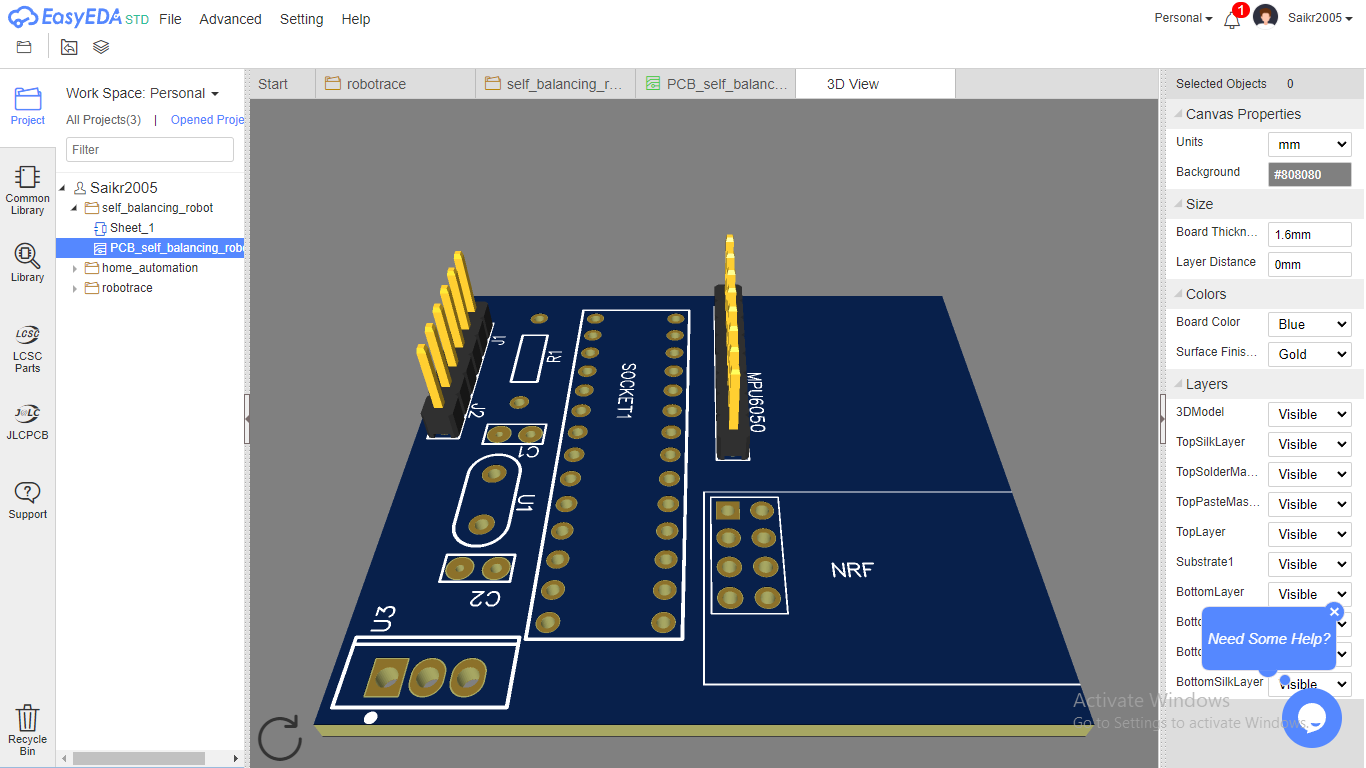 EasyEDA STD File Advanced Setting Help
Personal 1 Saikr2005
Start robotrace self_balancing_r... PCB_self_balanc... 3D View
Project
Common Library
Library
LCSC
LCSC Parts
J@LC
JLCPCB
Support
Recycle Bin
Work Space: Personal
All Projects(3) | Opened Proje
Filter
Saikr2005
self_balancing_robot
Sheet_1
PCB_self_balancing_robo
home_automation
robotrace
J1
R1
SOCKET1
J2
MPU6050
C1
U1
C2
NRF
U3
Selected Objects 0
Canvas Properties
Units mm
Background #808080
Size
Board Thickn... 1.6mm
Layer Distance 0mm
Colors
Board Color Blue
Surface Finis... Gold
Layers
3DModel Visible
TopSilkLayer Visible
TopSolderMa... Visible
TopPasteMas... Visible
TopLayer Visible
Substrate1 Visible
BottomLayer Visible
Need Some Help?
BottomSilkLayer Visible
Activate Windows
Go to Settings to activate Windows.